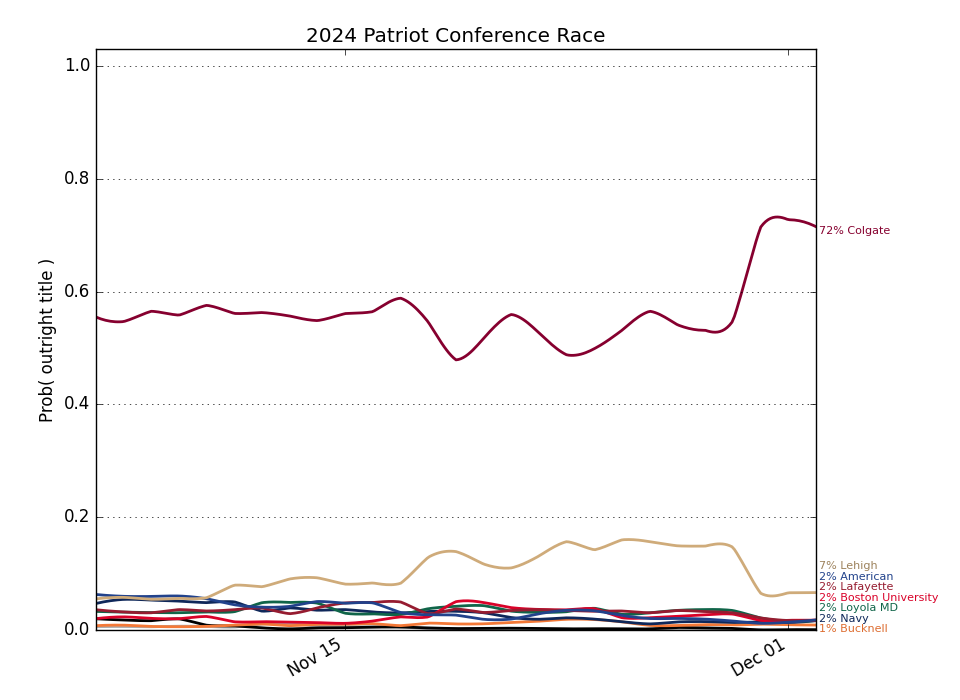 2024 Patriot Conference Race
Prob( outright title )
1.0
0.8
0.6
0.4
0.2
0.0
Nov 15
Dec 01
72% Colgate
7% Lehigh
2% American
2% Lafayette
2% Boston University
2% Loyola MD
2% Navy
1% Bucknell